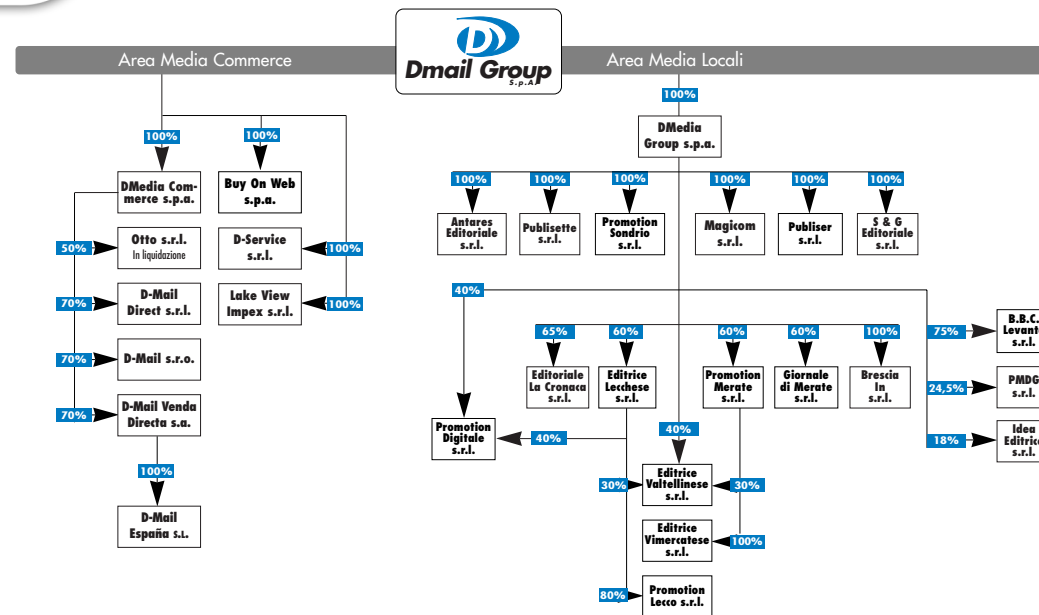 Area Media Commerce
Dmail Group
S.p.A.
Area Media Locali
100%
DMedia
Group s.p.a.
100%
100%
DMedia Com-
merce s.p.a.
Buy On Web
s.p.a.
50%
Otto s.r.l.
In liquidazione
D-Service
s.r.l.
100%
70%
D-Mail
Direct s.r.l.
Lake View
Impex s.r.l.
100%
70%
D-Mail s.r.o.
70%
D-Mail Venda
Directa s.a.
100%
D-Mail
España s.l.
100%
100%
100%
100%
100%
100%
Antares
Editoriale
s.r.l.
Publisette
s.r.l.
Promotion
Sondrio
s.r.l.
Magicom
s.r.l.
Publiser
s.r.l.
S & G
Editoriale
s.r.l.
40%
65%
60%
60%
60%
100%
Editoriale
La Cronaca
s.r.l.
Editrice
Lecchese
s.r.l.
Promotion
Merate
s.r.l.
Giornale
di Merate
s.r.l.
Brescia
In
s.r.l.
75%
B.B.C.
Levant
s.r.l.
24,5%
PMDG
s.r.l.
18%
Idea
Editric
s.r.l.
Promotion
Digitale
s.r.l.
40%
40%
30%
Editrice
Valtellinese
s.r.l.
30%
Editrice
Vimercatese
s.r.l.
100%
80%
Promotion
Lecco s.r.l.